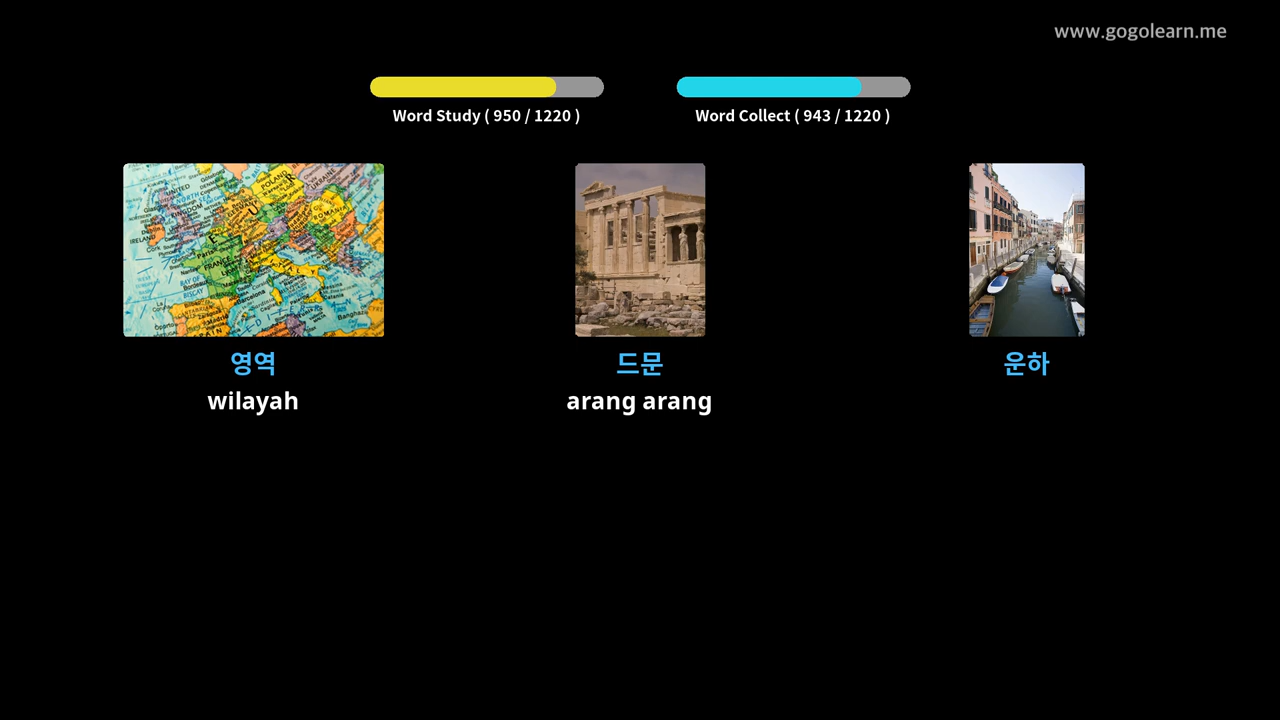 www.gogolearn.me
Word Study ( 950 / 1220 )
Word Collect ( 943 / 1220 )
영역
wilayah
드문
arang arang
운하